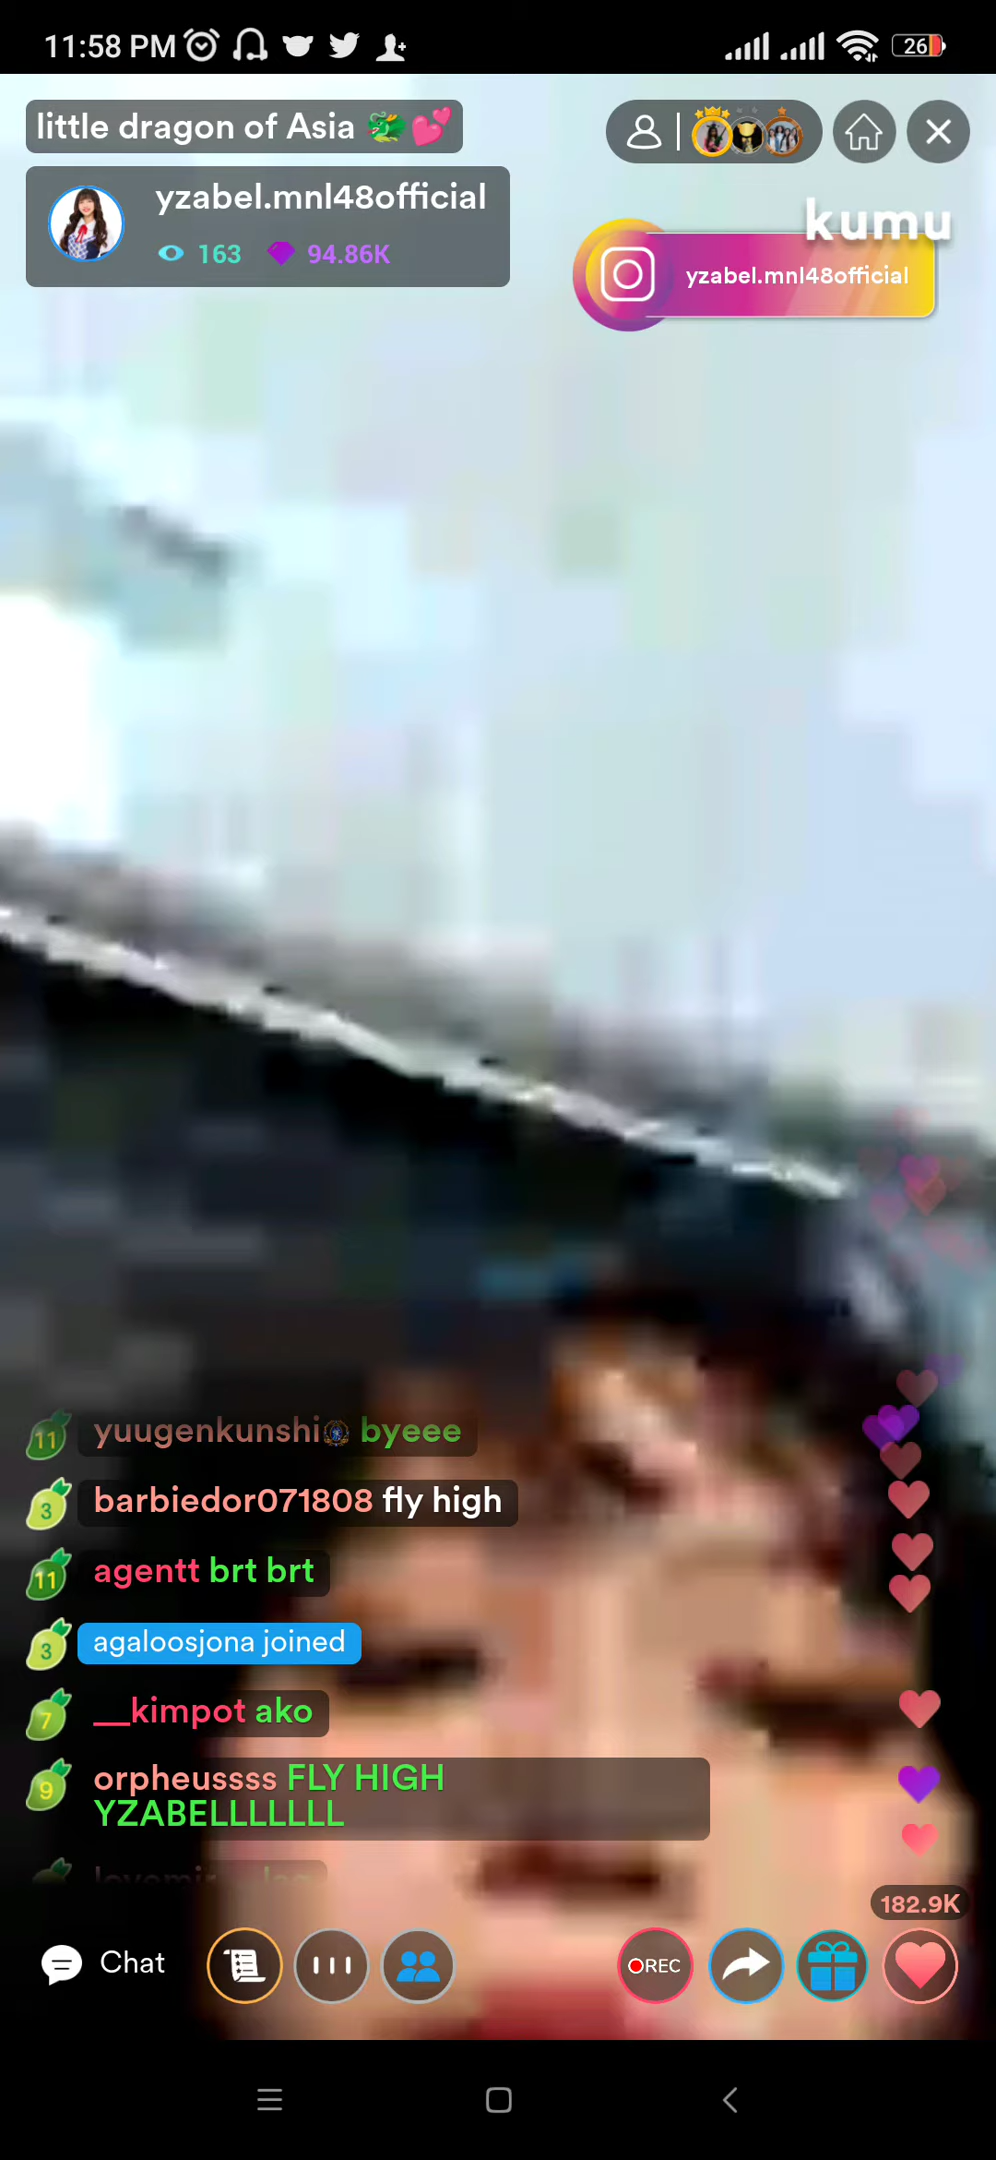 11:58 PM
26
little dragon of Asia 🐲💕
yzabel.mnl48official
163 94.86K
kumu
yzabel.mnl48official
11 yuugenkunshi byeee
3 barbiedor071808 fly high
11 agentt brt brt
3 agaloosjona joined
7 __kimpot ako
9 orpheussss FLY HIGH
YZABELLLLLLL
182.9K
Chat
REC